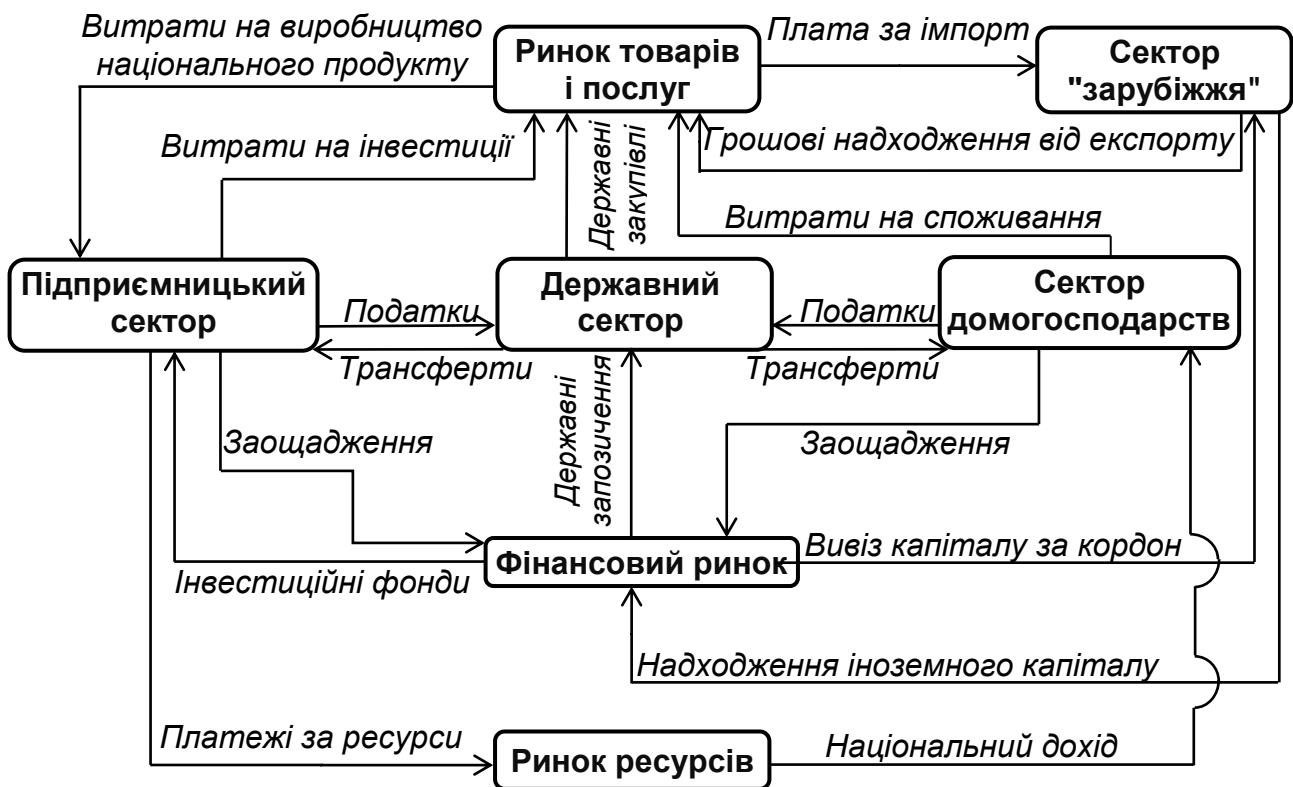 Витрати на виробництво
національного продукту
Ринок товарів
і послуг
Плата за імпорт
Сектор
"зарубіжжя"
Витрати на інвестиції
Державні
закупівлі
Грошові надходження від експорту
Витрати на споживання
Підприємницький
сектор
Податки
Трансферти
Державний
сектор
Податки
Трансферти
Сектор
домогосподарств
Заощадження
Державні
запозичення
Заощадження
Інвестиційні фонди
Фінансовий ринок
Вивіз капіталу за кордон
Надходження іноземного капіталу
Платежі за ресурси
Ринок ресурсів
Національний дохід